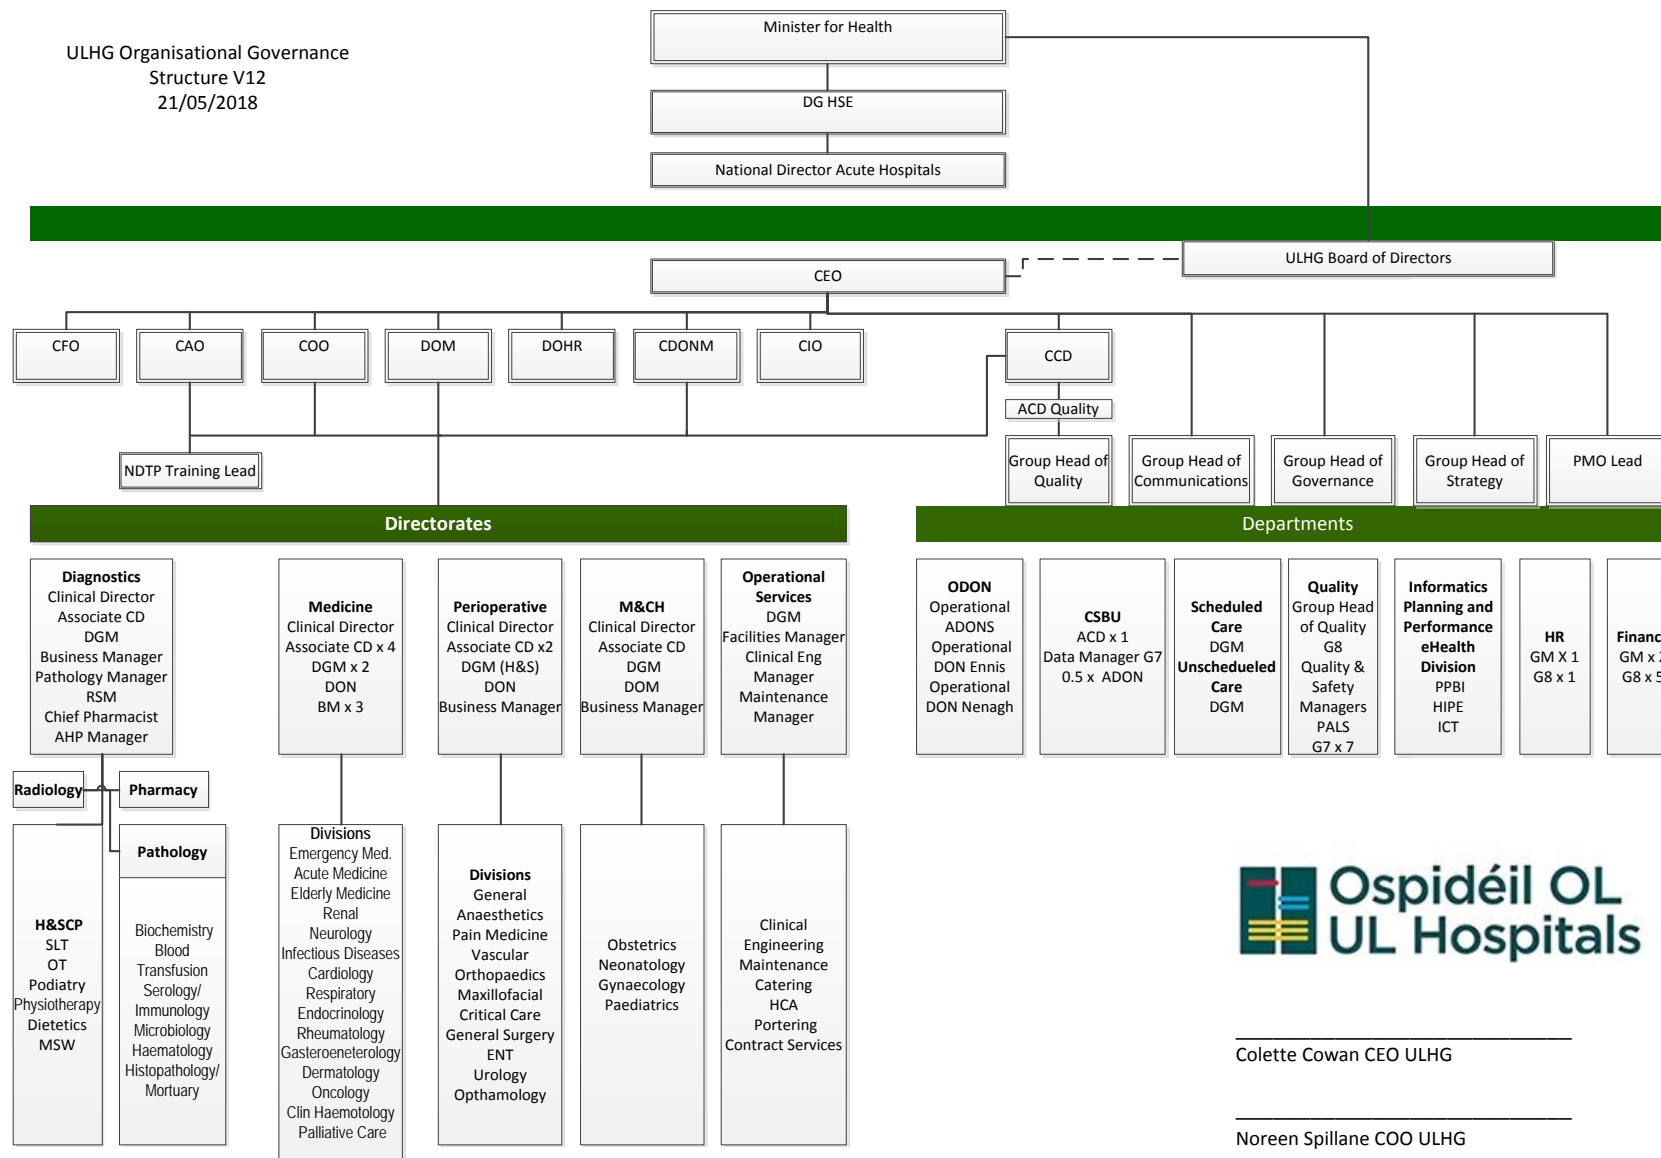 ULHG Organisational Governance
Structure V12
21/05/2018
Minister for Health
DG HSE
National Director Acute Hospitals
ULHG Board of Directors
CEO
CFO
CAO
COO
DOM
DOHR
CDONM
CIO
CCD
ACD Quality
NDTP Training Lead
Group Head of
Quality
Group Head of
Communications
Group Head of
Governance
Group Head of
Strategy
PMO Lead
Directorates
Departments
Diagnostics
Clinical Director
Associate CD
DGM
Business Manager
Pathology Manager
RSM
Chief Pharmacist
AHP Manager
Medicine
Clinical Director
Associate CD x 4
DGM x 2
DON
BM x 3
Perioperative
Clinical Director
Associate CD x2
DGM (H&S)
DON
Business Manager
M&CH
Clinical Director
Associate CD
DGM
DOM
Business Manager
Operational
Services
DGM
Facilities Manager
Clinical Eng
Manager
Maintenance
Manager
ODON
Operational
ADONS
Operational
DON Ennis
Operational
DON Nenagh
CSBU
ACD x 1
Data Manager G7
0.5 x  ADON
Scheduled
Care
DGM
Unschedueled
Care
DGM
Quality
Group Head
of Quality
G8
Quality &
Safety
Managers
PALS
G7 x 7
Informatics
Planning and
Performance
eHealth
Division
PPBI
HIPE
ICT
HR
GM X 1
G8 x 1
Financ
GM x
G8 x 5
Radiology
Pharmacy
H&SCP
SLT
OT
Podiatry
Physiotherapy
Dietetics
MSW
Pathology
Biochemistry
Blood
Transfusion
Serology/
Immunology
Microbiology
Haematology
Histopathology/
Mortuary
Divisions
Emergency Med.
Acute Medicine
Elderly Medicine
Renal
Neurology
Infectious Diseases
Cardiology
Respiratory
Endocrinology
Rheumatology
Gasteroeneterology
Dermatology
Oncology
Clin Haemotology
Palliative Care
Divisions
General
Anaesthetics
Pain Medicine
Vascular
Orthopaedics
Maxillofacial
Critical Care
General Surgery
ENT
Urology
Opthamology
Obstetrics
Neonatology
Gynaecology
Paediatrics
Clinical
Engineering
Maintenance
Catering
HCA
Portering
Contract Services
Ospidéil OL
UL Hospitals
Colette Cowan CEO ULHG
Noreen Spillane COO ULHG